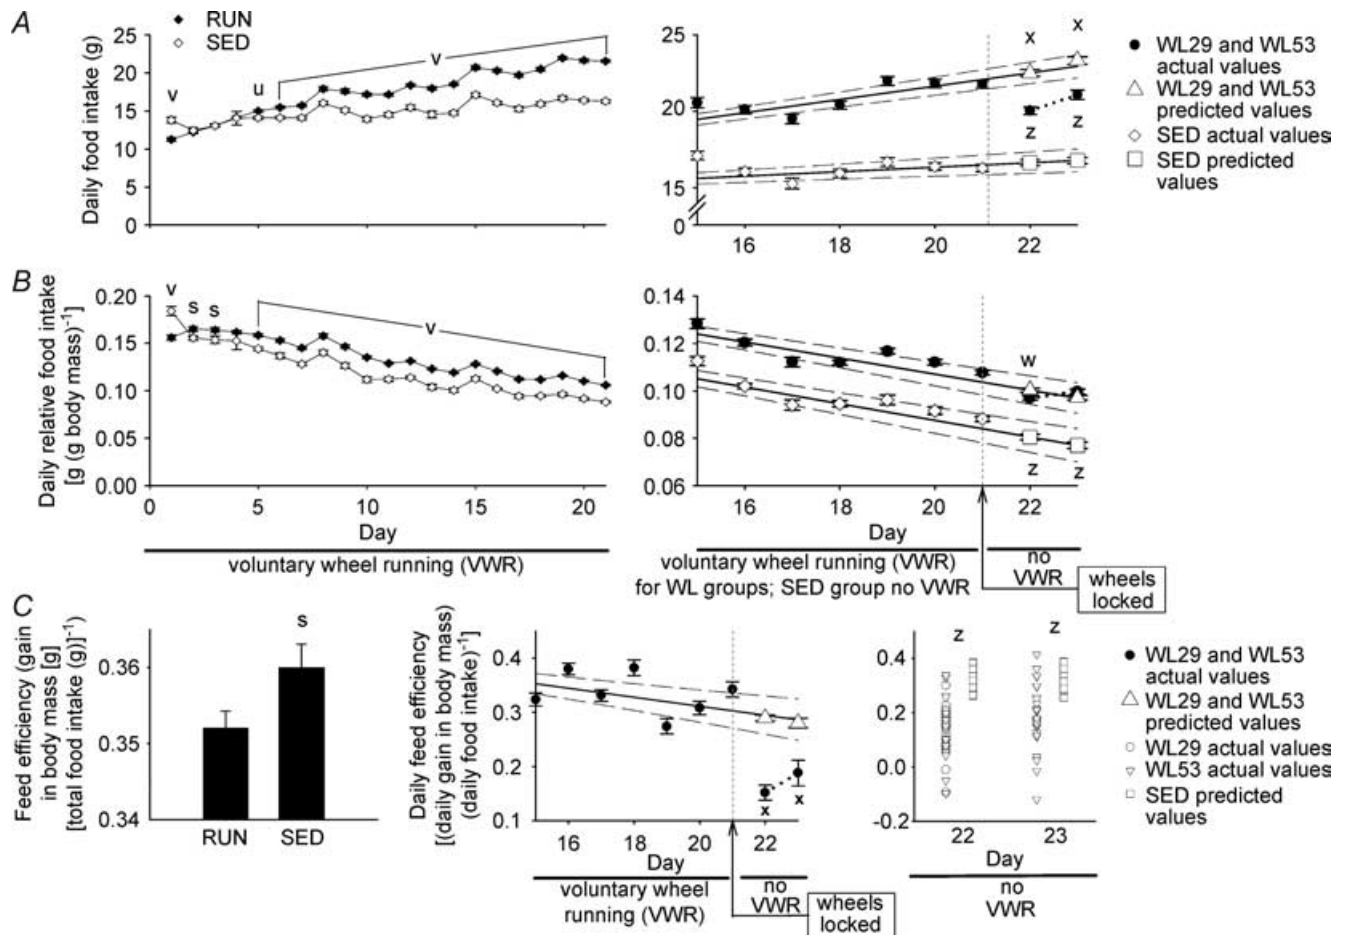 A
RUN
SED
Daily food intake (g)
25
20
15
10
5
0
v
u
v
25
20
15
0
16
18
20
22
x
x
z
z
WL29 and WL53
actual values
WL29 and WL53
predicted values
SED actual values
SED predicted
values
B
Daily relative food intake
[g (g body mass)⁻¹]
0.20
0.15
0.10
0.05
0.00
v
s
s
v
0
5
10
15
20
Day
voluntary wheel running (VWR)
0.14
0.12
0.10
0.08
0.06
w
z
z
16
18
20
22
Day
voluntary wheel running (VWR)
for WL groups; SED group no VWR
no
VWR
wheels
locked
C
Feed efficiency (gain
in body mass [g]
[total food intake (g)]⁻¹)
0.36
0.35
0.34
s
RUN
SED
Daily feed efficiency
[(daily gain in body mass)
(daily food intake)⁻¹]
0.4
0.3
0.2
0.1
x
x
16
18
20
22
Day
voluntary wheel
running (VWR)
no
VWR
wheels
locked
0.4
0.2
0.0
-0.2
z
z
22
23
Day
no
VWR
WL29 and WL53
actual values
WL29 and WL53
predicted values
WL29 actual values
WL53 actual values
SED predicted
values